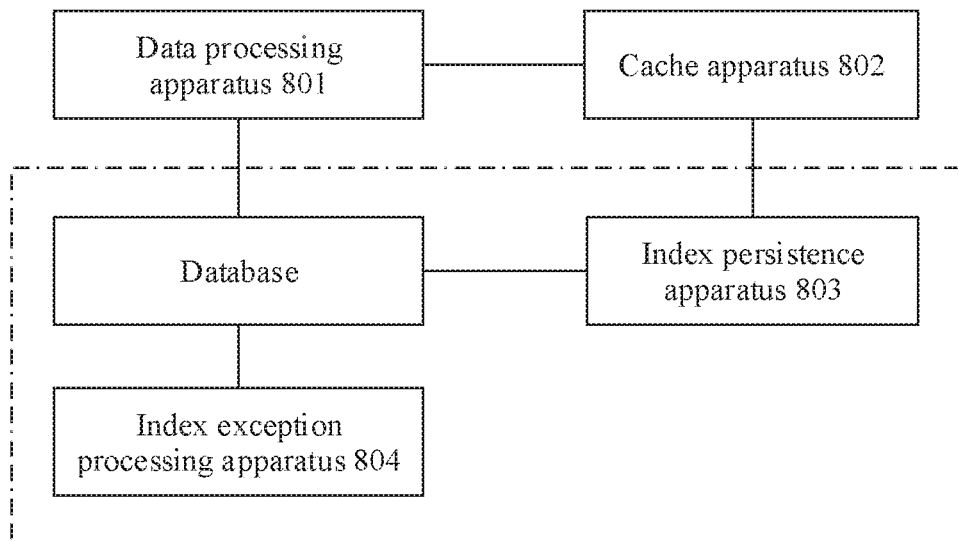 Data processing
apparatus 801
Cache apparatus 802
Database
Index persistence
apparatus 803
Index exception
processing apparatus 804